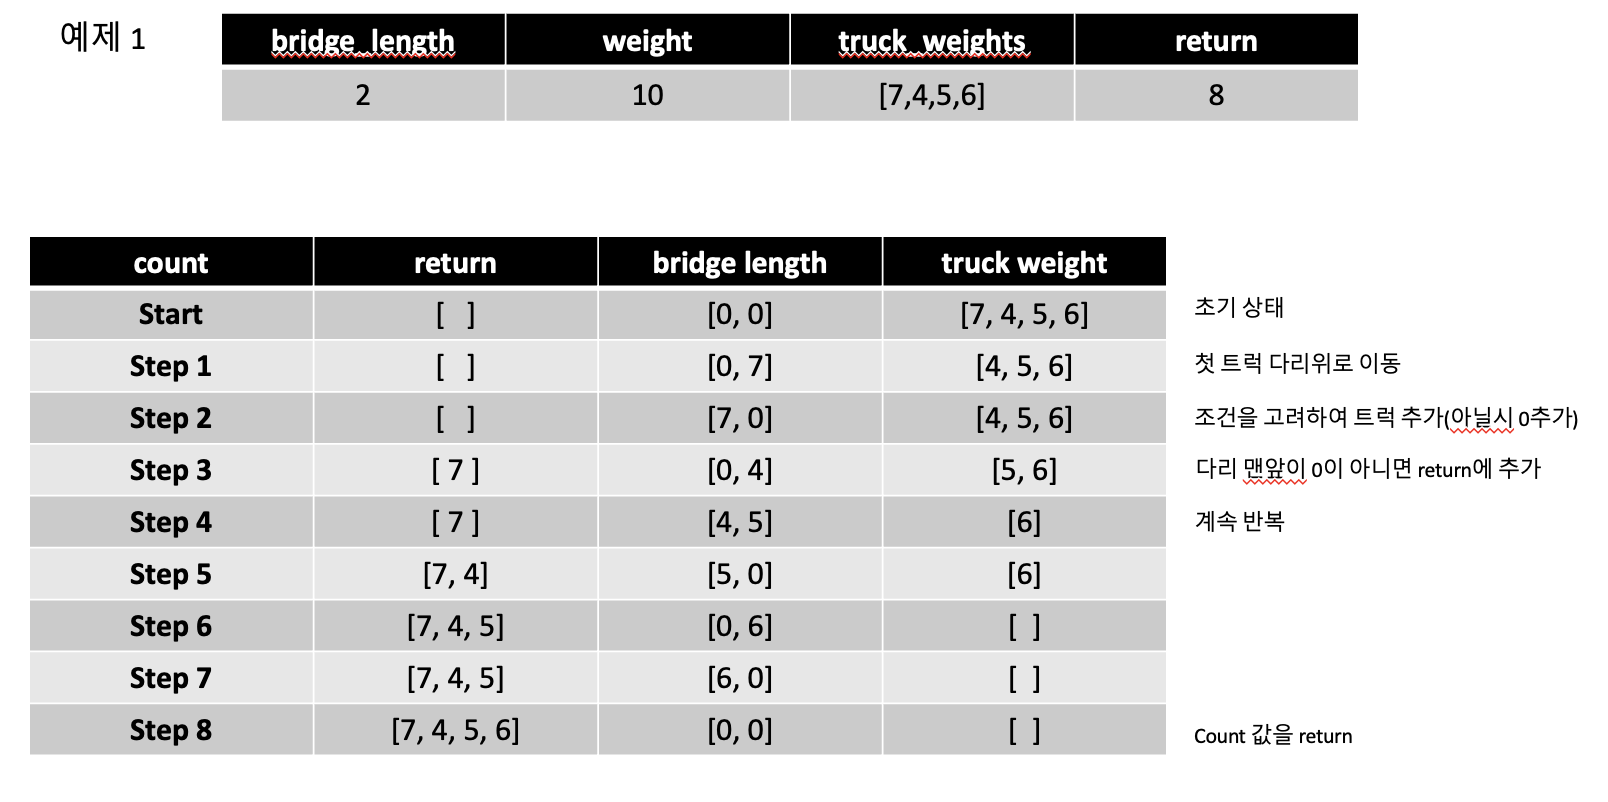 예제 1
bridge_length weight truck_weights return
2 10 [7,4,5,6] 8
count return bridge length truck weight
Start [ ] [0, 0] [7, 4, 5, 6] 초기 상태
Step 1 [ ] [0, 7] [4, 5, 6] 첫 트럭 다리위로 이동
Step 2 [ ] [7, 0] [4, 5, 6] 조건을 고려하여 트럭 추가(아닐시 0추가)
Step 3 [ 7 ] [0, 4] [5, 6] 다리 맨앞이 0이 아니면 return에 추가
Step 4 [ 7 ] [4, 5] [6] 계속 반복
Step 5 [7, 4] [5, 0] [6]
Step 6 [7, 4, 5] [0, 6] [ ]
Step 7 [7, 4, 5] [6, 0] [ ]
Step 8 [7, 4, 5, 6] [0, 0] [ ] Count 값을 return